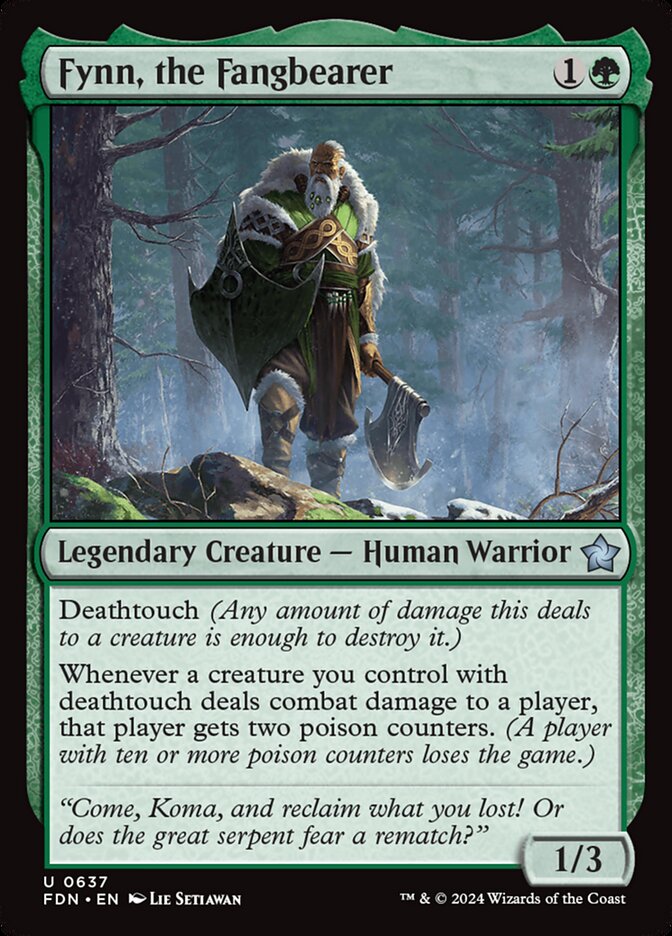 Fynn, the Fangbearer
1
Legendary Creature — Human Warrior
Deathtouch (Any amount of damage this deals
to a creature is enough to destroy it.)
Whenever a creature you control with
deathtouch deals combat damage to a player,
that player gets two poison counters. (A player
with ten or more poison counters loses the game.)
“Come, Koma, and reclaim what you lost! Or
does the great serpent fear a rematch?”
1/3
U 0637
FDN • EN Lie Setiawan
™ & © 2024 Wizards of the Coast